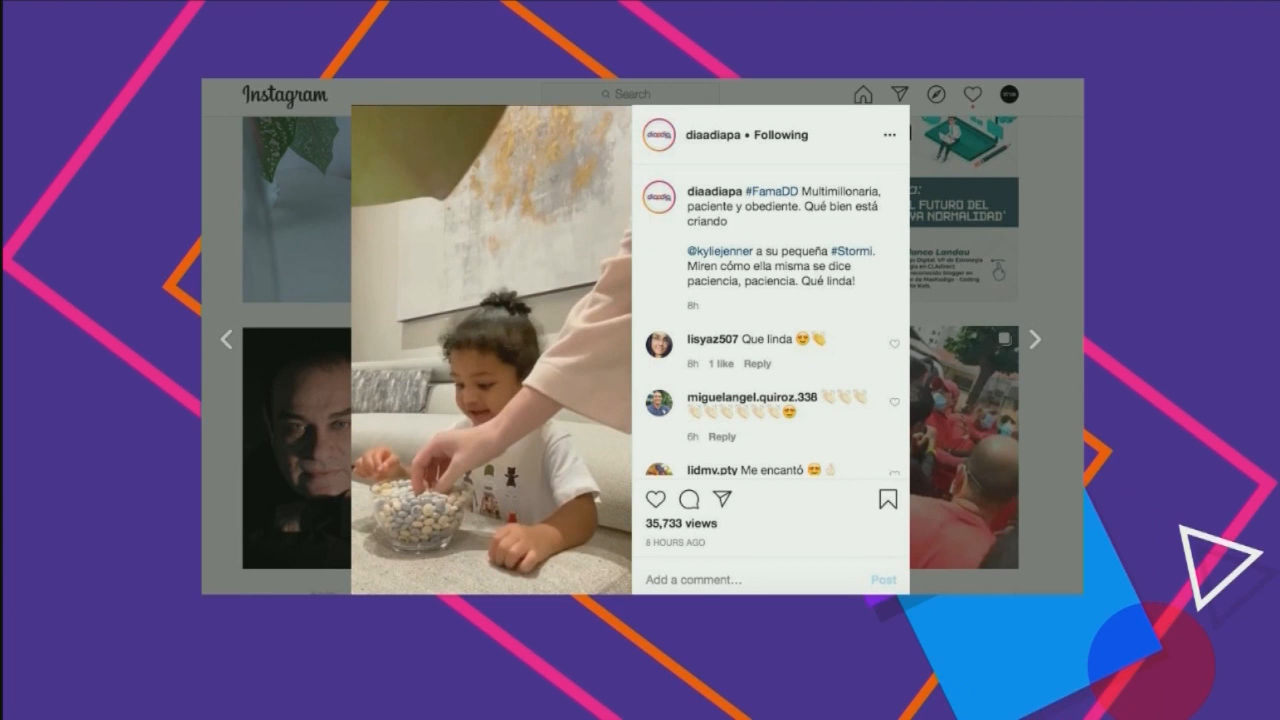 Instagram
Search
diaadiapa • Following
diaadiapa #FamaDD Multimillonaria,
paciente y obediente. Qué bien está
criando
@kyliejenner a su pequeña #Stormi.
Miren cómo ella misma se dice
paciencia, paciencia. Qué linda!
8h
lisyaz507 Que linda 😍👏
8h 1 like Reply
miguelangel.quiroz.338 👏🏻👏🏻👏🏻
👏🏻👏🏻👏🏻👏🏻👏🏻👏🏻😍
6h Reply
lidmv.pty Me encantó 😍👌🏻
35,733 views
8 HOURS AGO
Add a comment...
Post
FUTURO DEL
NORMALIDAD'
Landau